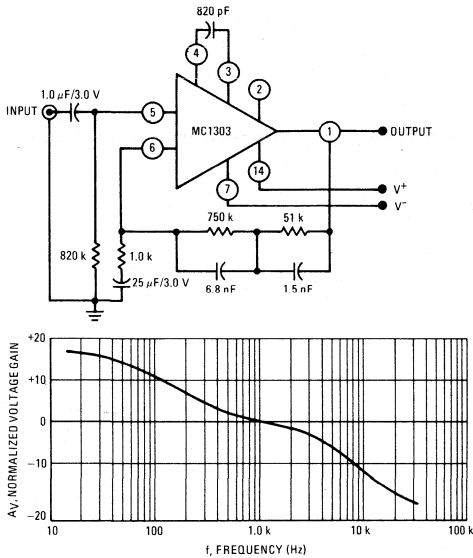 820 pF
4
3
2
1.0 µF/3.0 V
INPUT
5
MC1303
1
OUTPUT
6
7
14
V+
V−
750 k
51 k
820 k
1.0 k
25 µF/3.0 V
6.8 nF
1.5 nF
+20
+10
0
−10
−20
AV, NORMALIZED VOLTAGE GAIN
10
100
1.0 k
10 k
100 k
f, FREQUENCY (Hz)